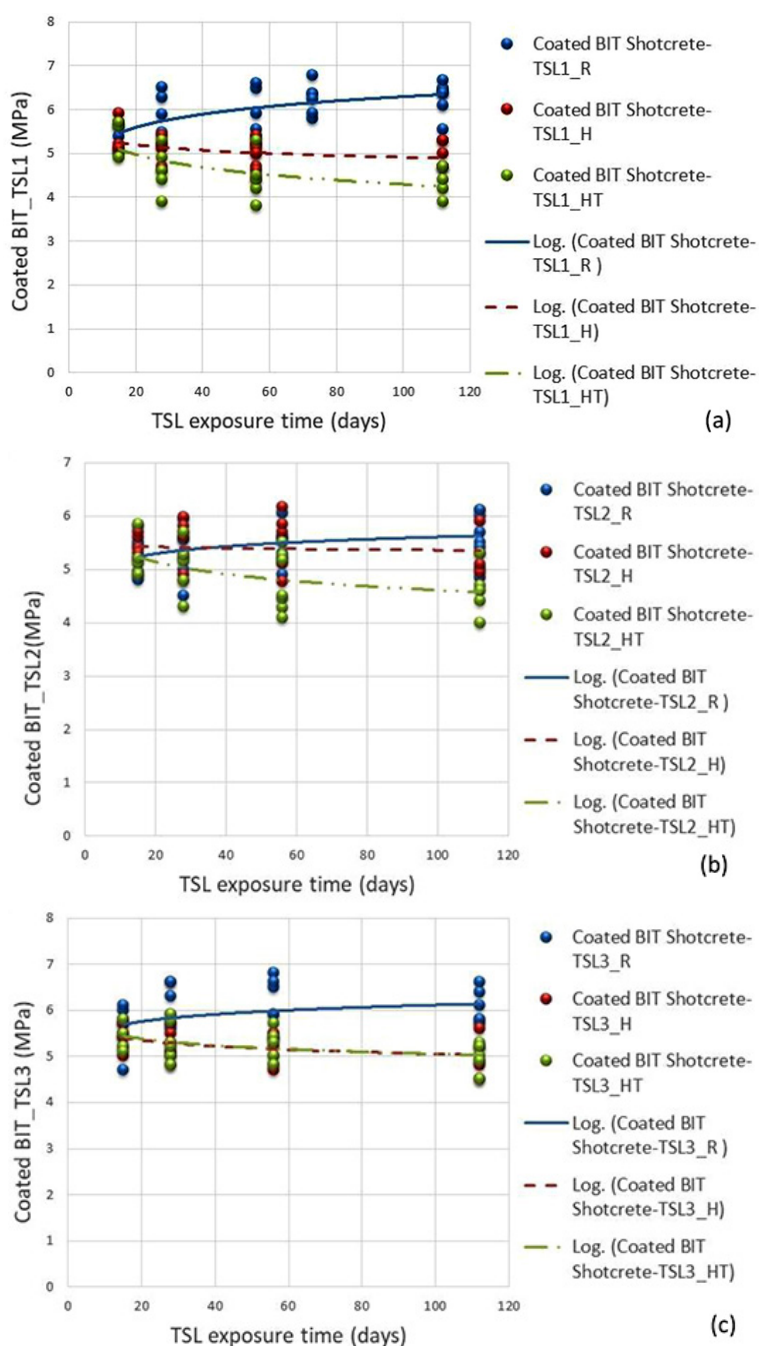 8
7
6
5
4
3
2
1
0
0 20 40 60 80 100 120
Coated BIT_TSL1 (MPa)
TSL exposure time (days)
Coated BIT Shotcrete-
TSL1_R
Coated BIT Shotcrete-
TSL1_H
Coated BIT Shotcrete-
TSL1_HT
Log. (Coated BIT Shotcrete-
TSL1_R )
Log. (Coated BIT Shotcrete-
TSL1_H)
Log. (Coated BIT Shotcrete-
TSL1_HT)
(a)
7
6
5
4
3
2
1
0
0 20 40 60 80 100 120
Coated BIT_TSL2(MPa)
TSL exposure time (days)
Coated BIT Shotcrete-
TSL2_R
Coated BIT Shotcrete-
TSL2_H
Coated BIT Shotcrete-
TSL2_HT
Log. (Coated BIT
Shotcrete-TSL2_R )
Log. (Coated BIT
Shotcrete-TSL2_H)
Log. (Coated BIT
Shotcrete-TSL2_HT)
(b)
8
7
6
5
4
3
2
1
0
0 20 40 60 80 100 120
Coated BIT_TSL3 (MPa)
TSL exposure time (days)
Coated BIT Shotcrete-
TSL3_R
Coated BIT Shotcrete-
TSL3_H
Coated BIT Shotcrete-
TSL3_HT
Log. (Coated BIT
Shotcrete-TSL3_R )
Log. (Coated BIT
Shotcrete-TSL3_H)
Log. (Coated BIT
Shotcrete-TSL3_HT)
(c)